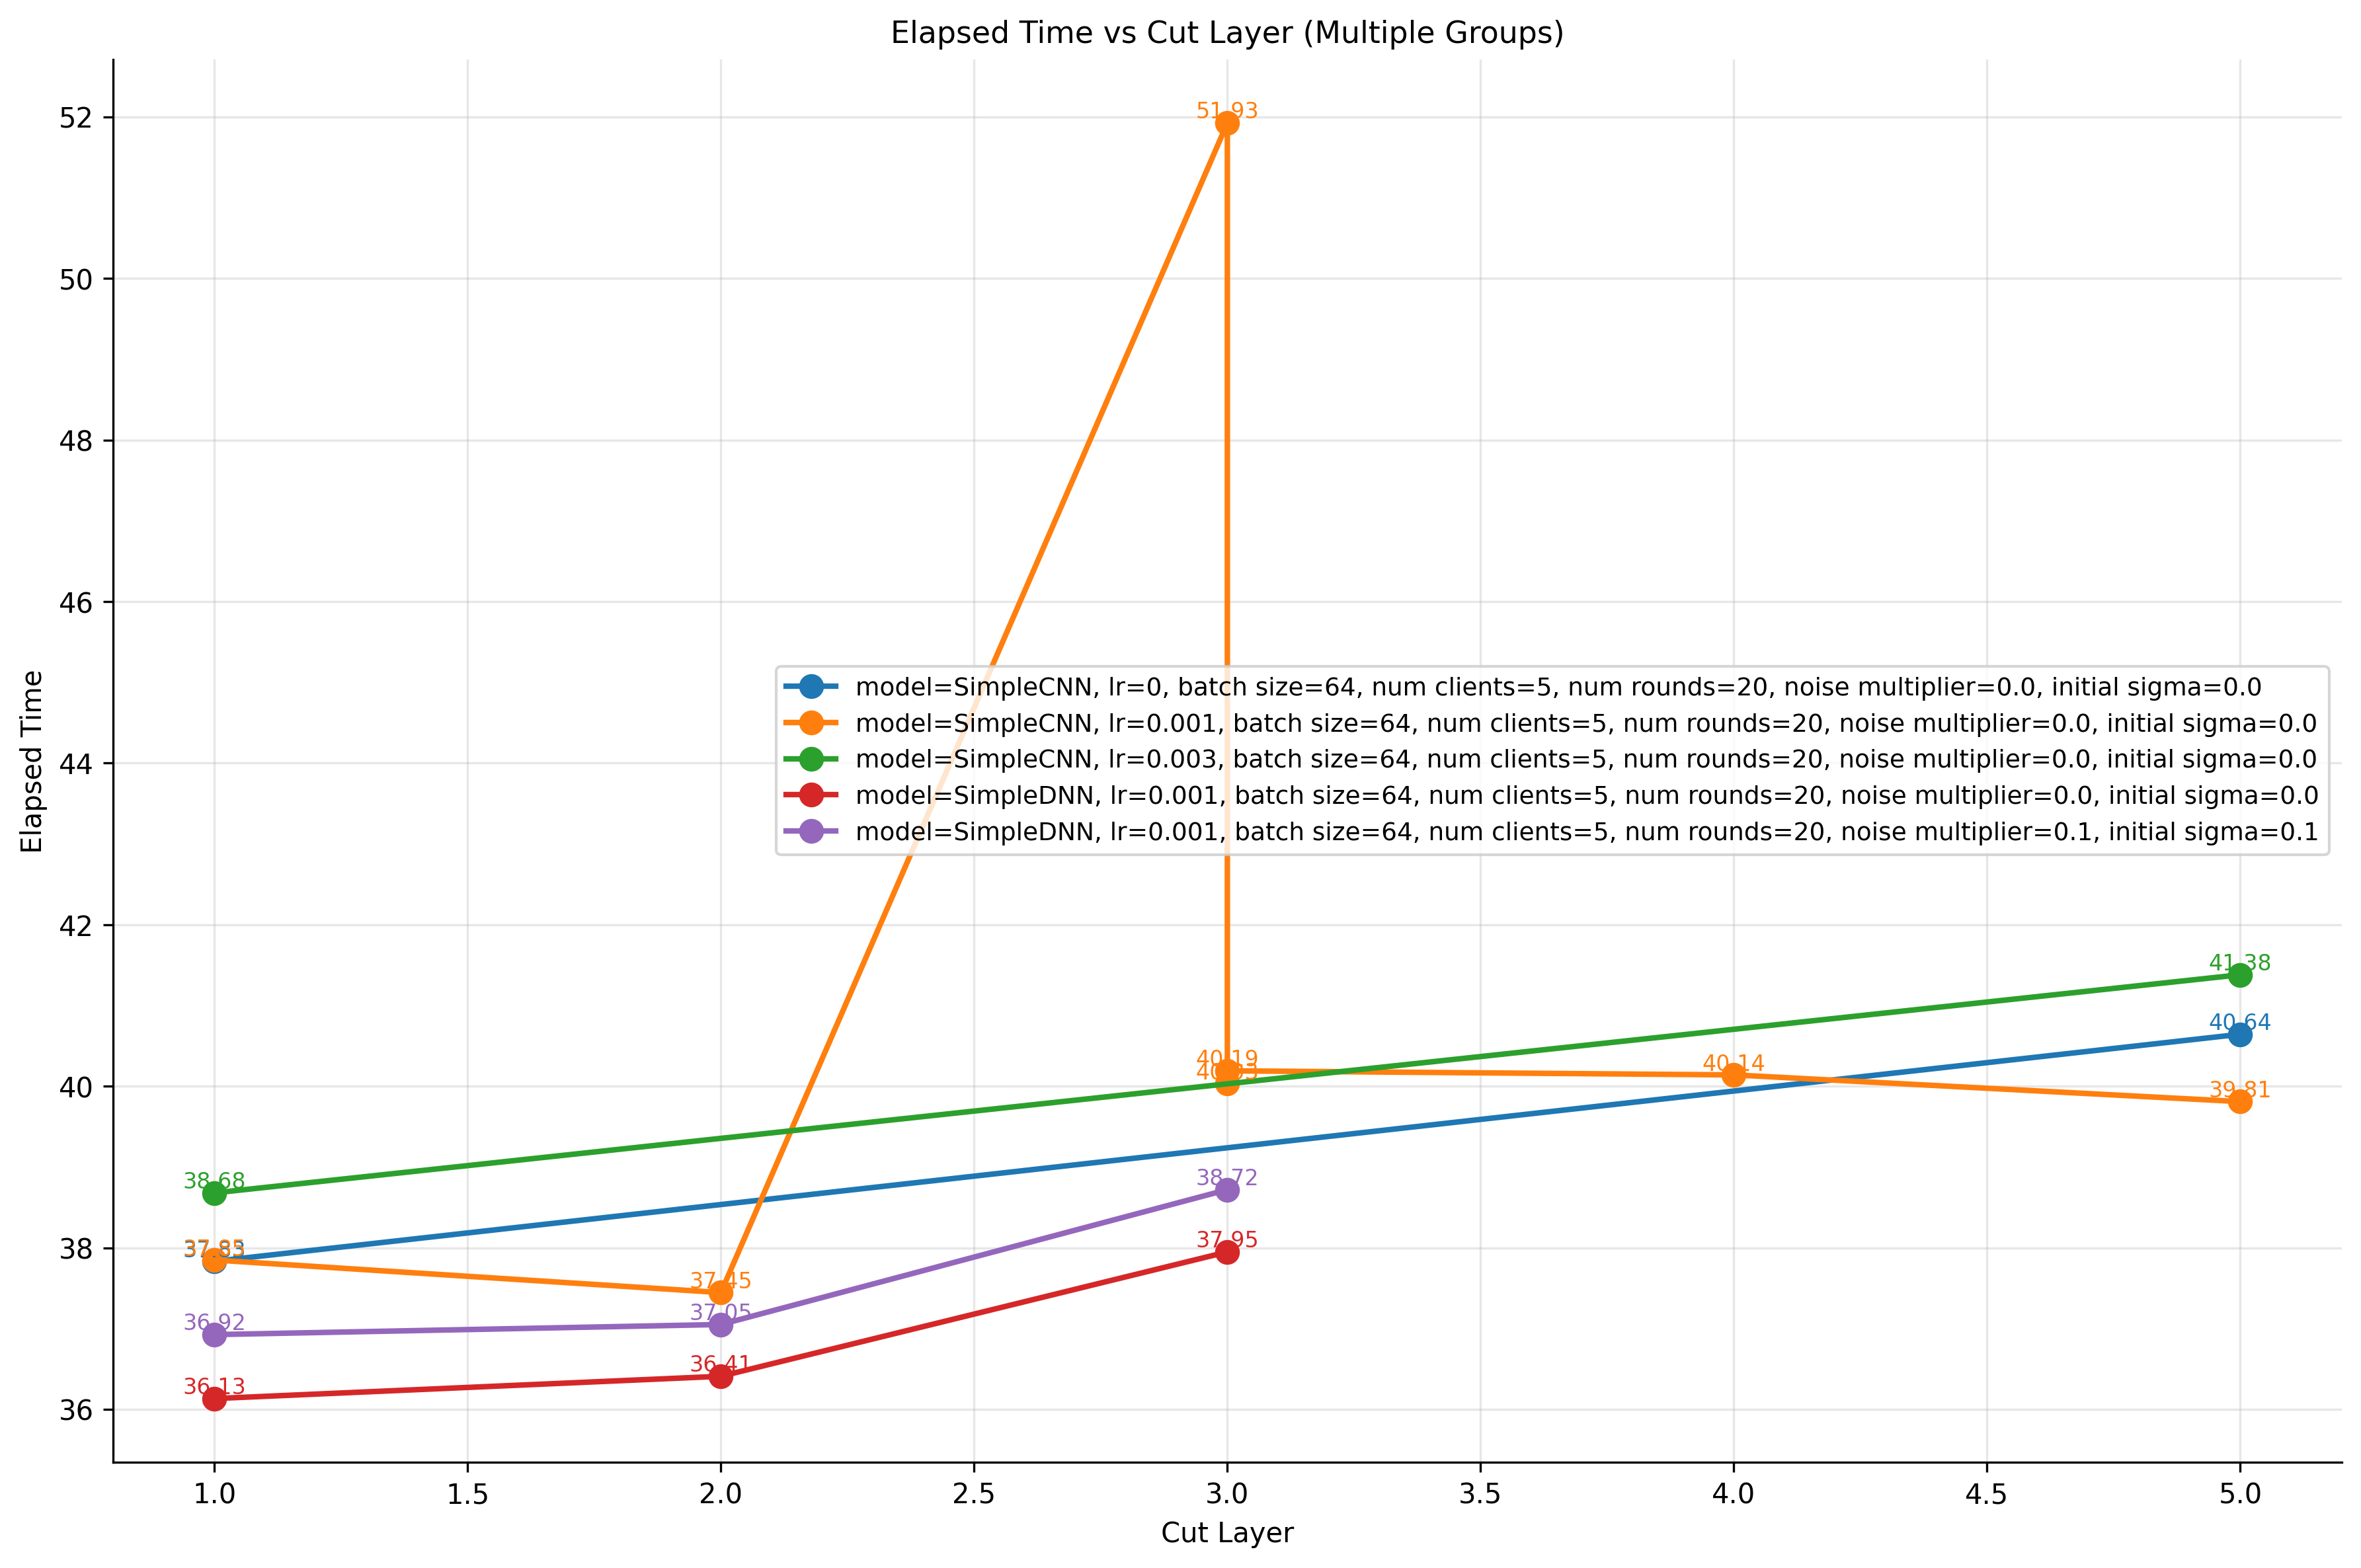 Elapsed Time vs Cut Layer (Multiple Groups)
Elapsed Time
52
50
48
46
44
42
40
38
36
51.93
model=SimpleCNN, lr=0, batch size=64, num clients=5, num rounds=20, noise multiplier=0.0, initial sigma=0.0
model=SimpleCNN, lr=0.001, batch size=64, num clients=5, num rounds=20, noise multiplier=0.0, initial sigma=0.0
model=SimpleCNN, lr=0.003, batch size=64, num clients=5, num rounds=20, noise multiplier=0.0, initial sigma=0.0
model=SimpleDNN, lr=0.001, batch size=64, num clients=5, num rounds=20, noise multiplier=0.0, initial sigma=0.0
model=SimpleDNN, lr=0.001, batch size=64, num clients=5, num rounds=20, noise multiplier=0.1, initial sigma=0.1
41.38
40.64
40.19
40.14
39.81
38.68
38.72
37.95
37.85
37.45
36.92
37.05
36.41
36.13
1.0 1.5 2.0 2.5 3.0 3.5 4.0 4.5 5.0
Cut Layer